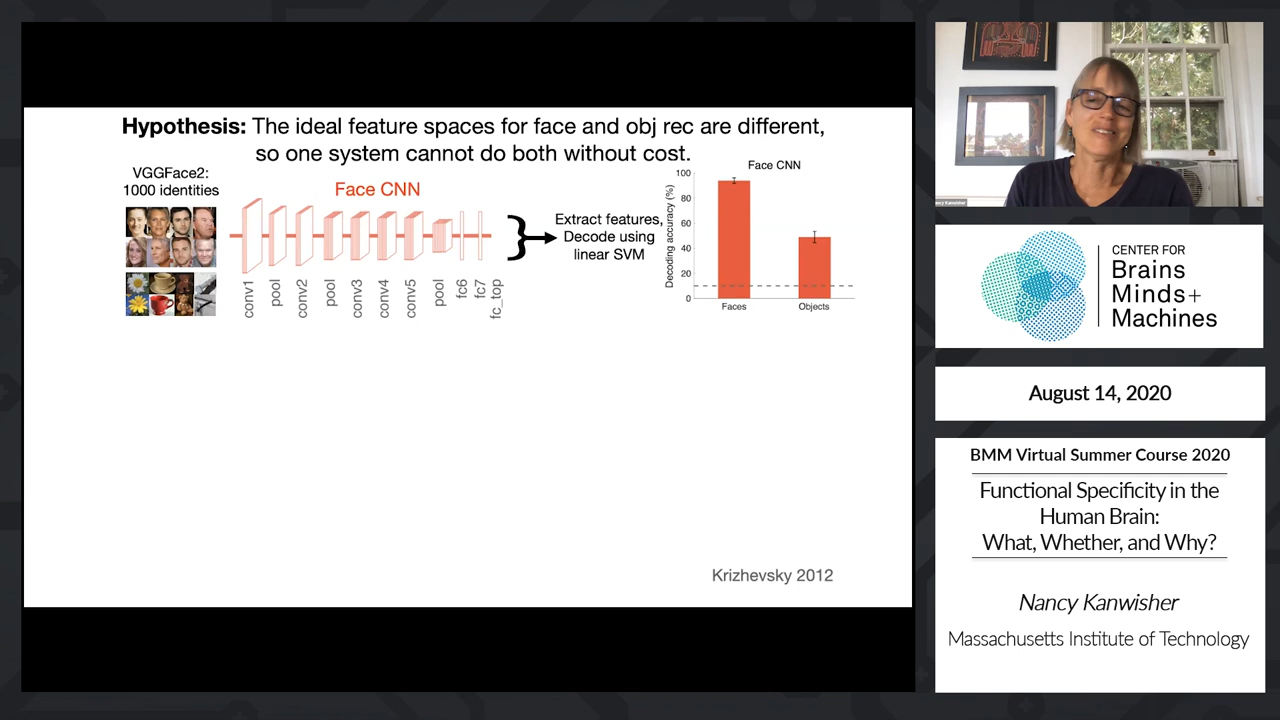 Hypothesis: The ideal feature spaces for face and obj rec are different,
so one system cannot do both without cost.
VGGFace2:
1000 identities
Face CNN
conv1
pool
conv2
pool
conv3
conv4
conv5
pool
fc6
fc7
fc_top
Extract features,
Decode using
linear SVM
Face CNN
Decoding accuracy (%)
100
80
60
40
20
0
Faces
Objects
Krizhevsky 2012
Nancy Kanwisher
CENTER FOR
Brains
Minds+
Machines
August 14, 2020
BMM Virtual Summer Course 2020
Functional Specificity in the
Human Brain:
What, Whether, and Why?
Nancy Kanwisher
Massachusetts Institute of Technology